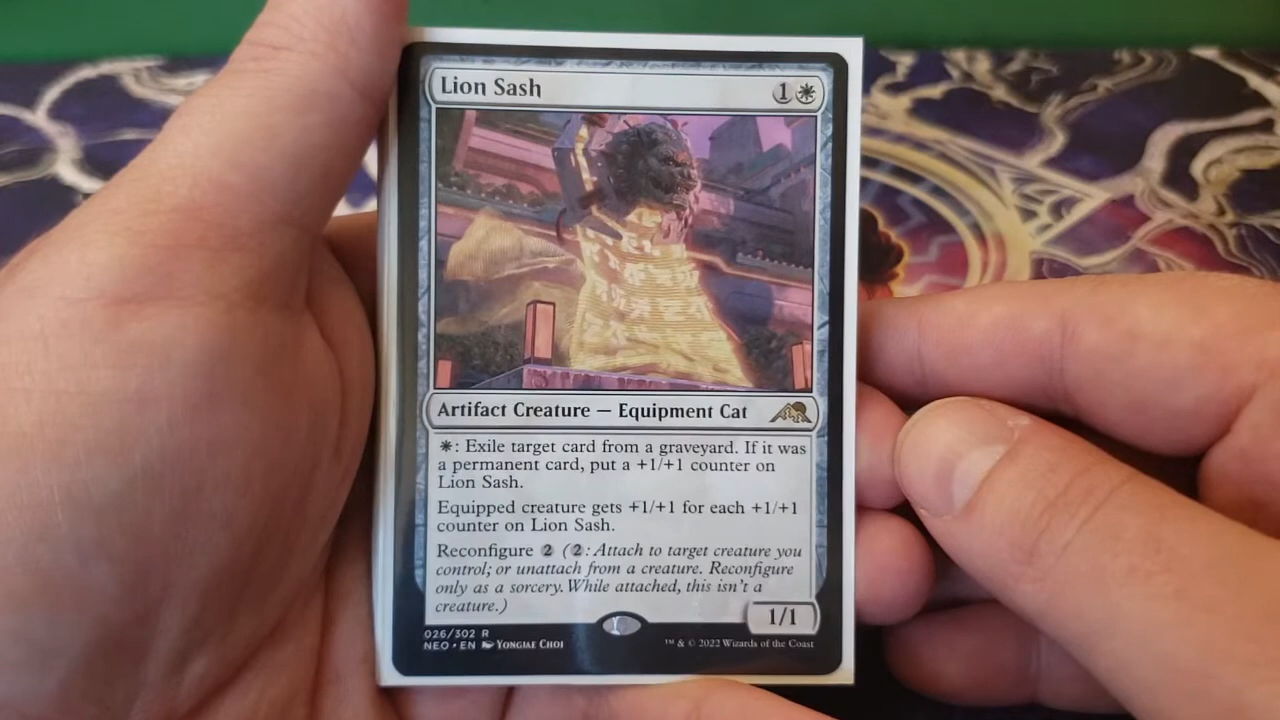 Lion Sash 1
Artifact Creature — Equipment Cat
: Exile target card from a graveyard. If it was
a permanent card, put a +1/+1 counter on
Lion Sash.
Equipped creature gets +1/+1 for each +1/+1
counter on Lion Sash.
Reconfigure 2 (2: Attach to target creature you
control; or unattach from a creature. Reconfigure
only as a sorcery. While attached, this isn't a
creature.)
1/1
026/302 R
NEO • EN YONGJAE CHOI
™ & © 2022 Wizards of the Coast